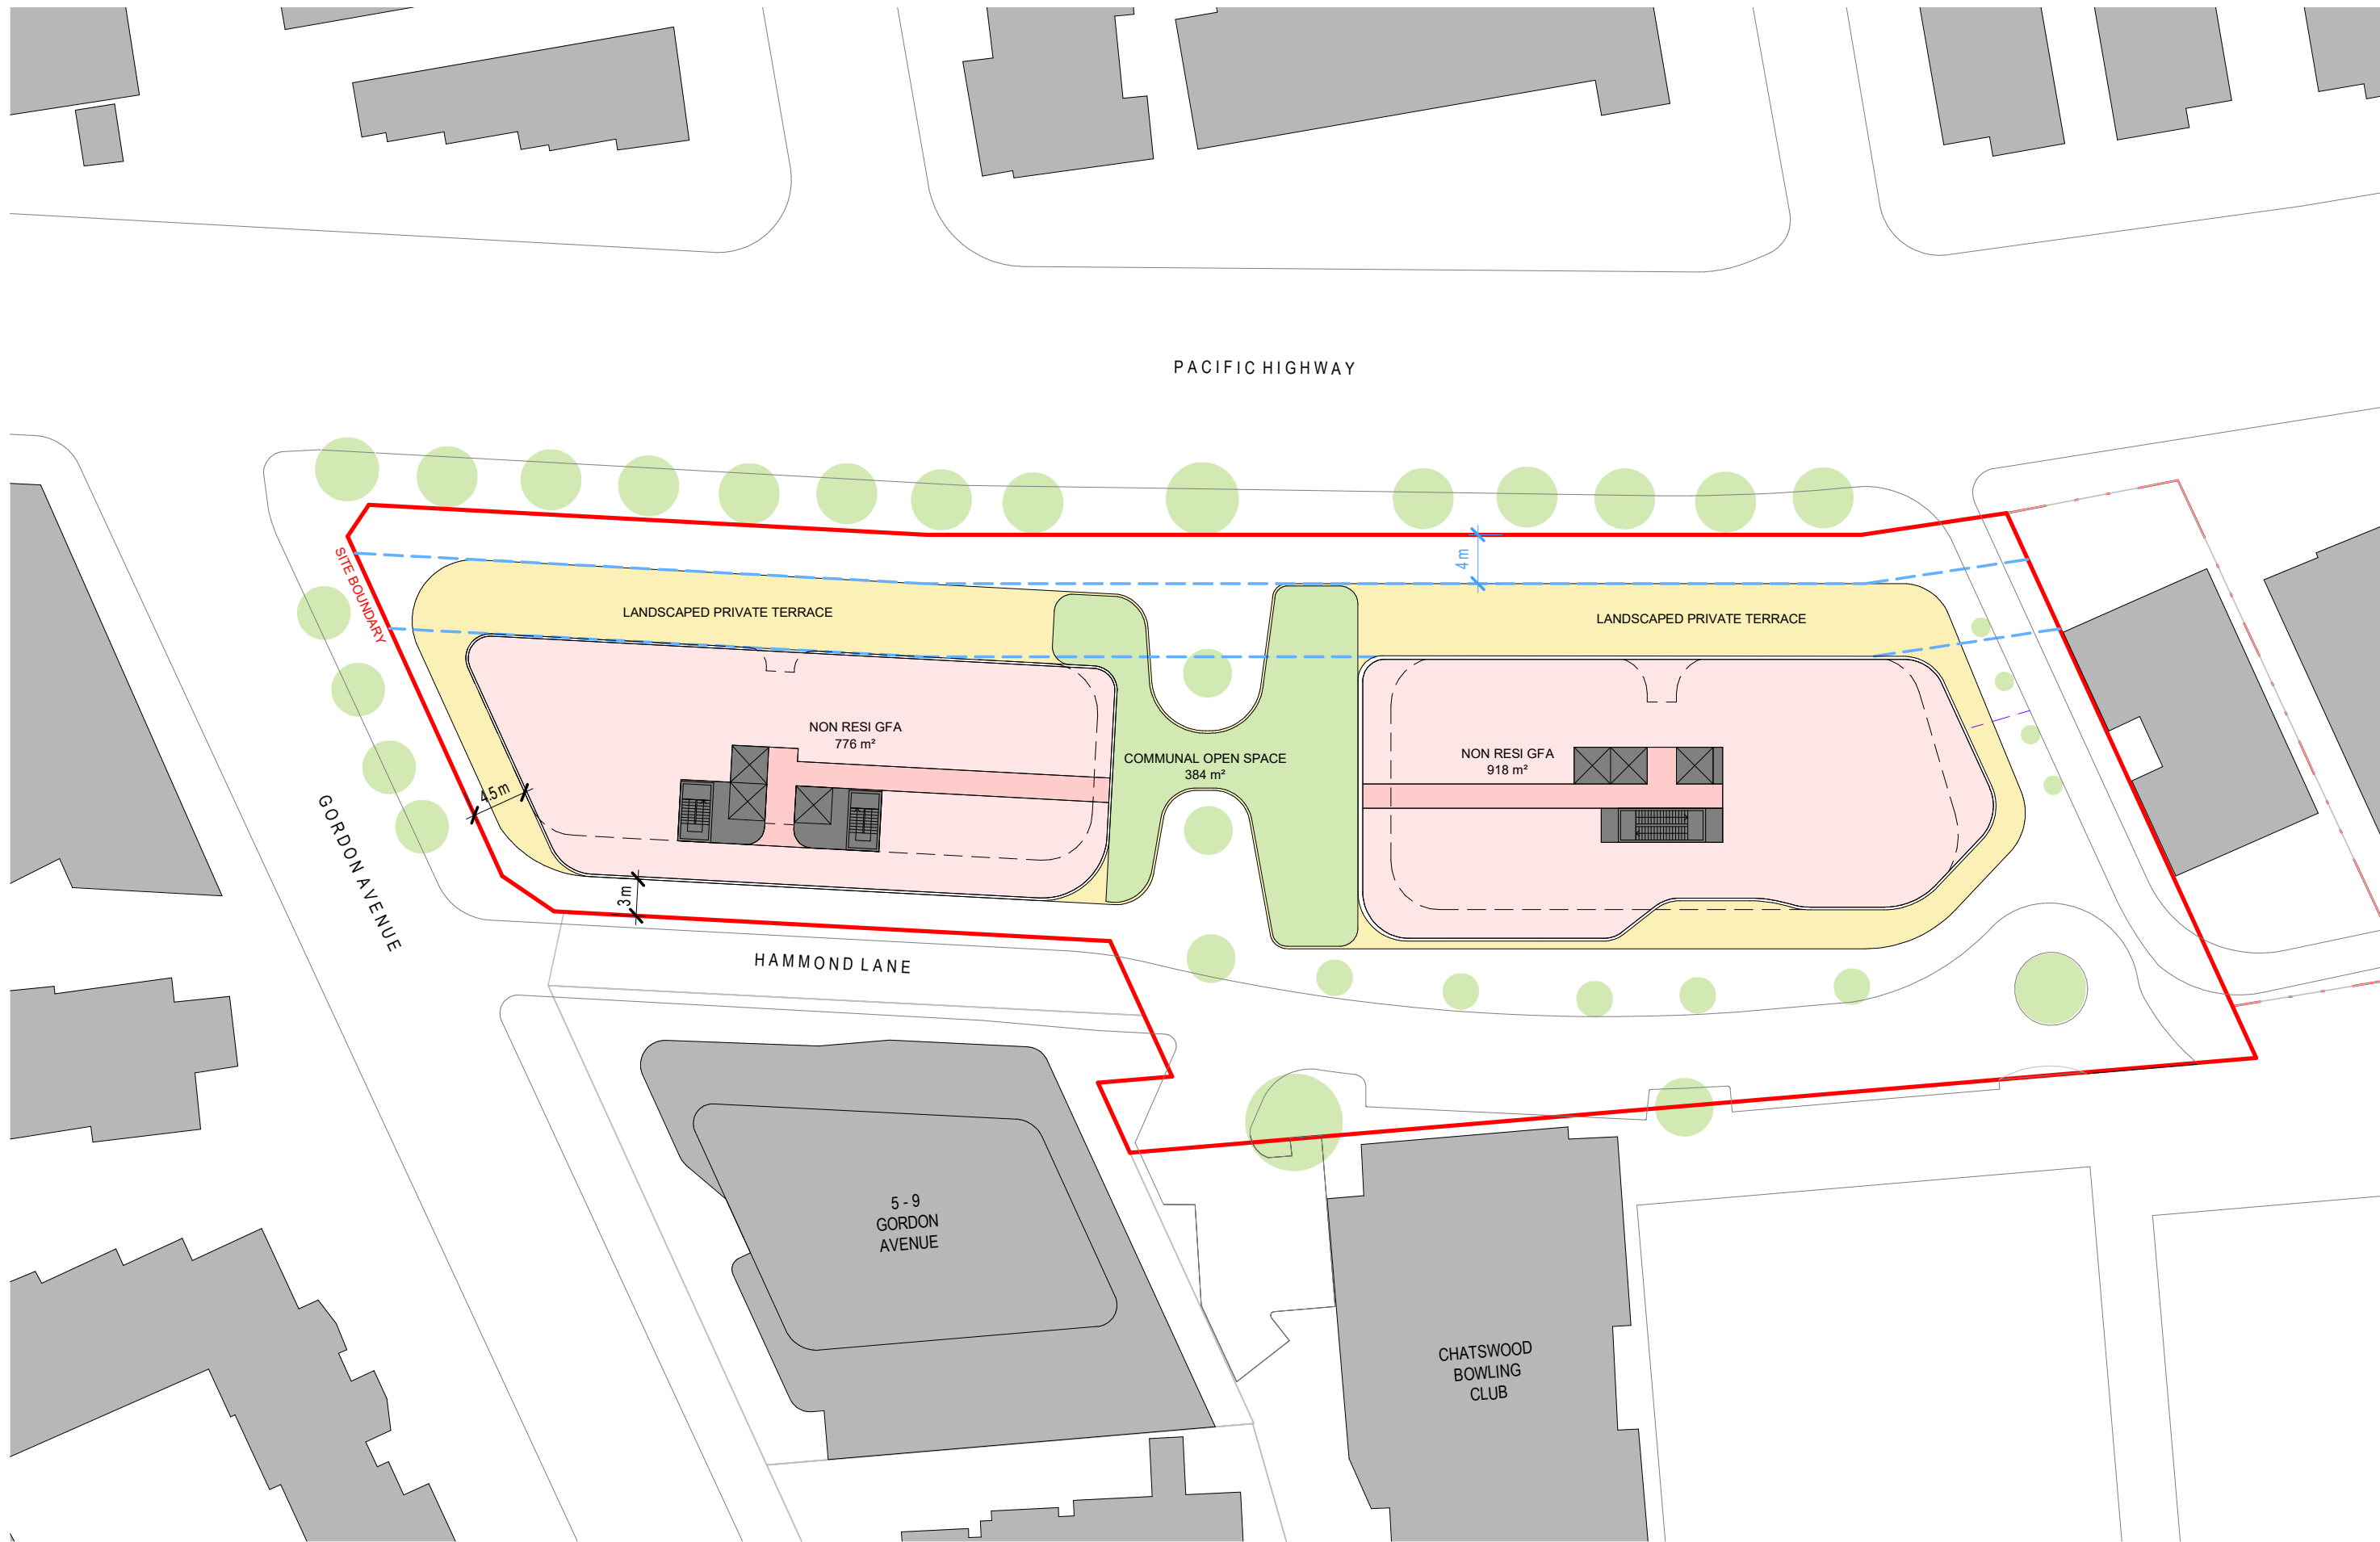 PACIFIC HIGHWAY
4 m
SITE BOUNDARY
LANDSCAPED PRIVATE TERRACE
LANDSCAPED PRIVATE TERRACE
NON RESI GFA
776 m²
COMMUNAL OPEN SPACE
384 m²
NON RESI GFA
918 m²
4.5 m
3 m
GORDON AVENUE
HAMMOND LANE
5 - 9
GORDON
AVENUE
CHATSWOOD
BOWLING
CLUB